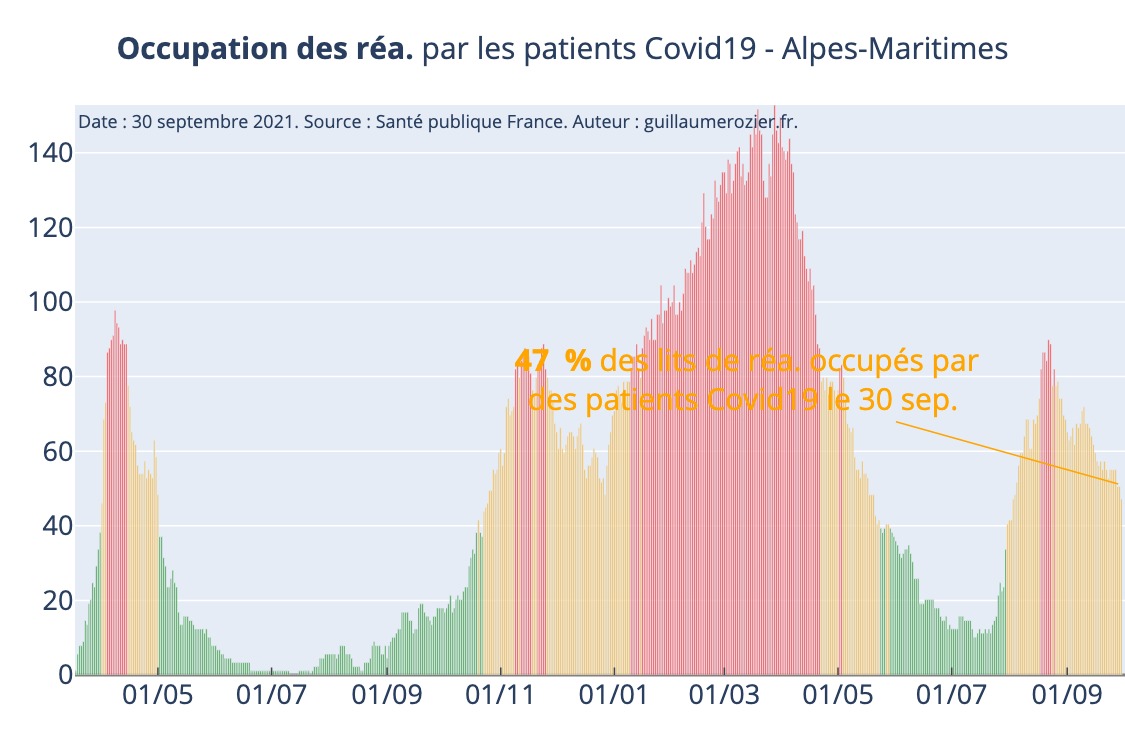 Occupation des réa. par les patients Covid19 - Alpes-Maritimes
Date : 30 septembre 2021. Source : Santé publique France. Auteur : guillaumerozier.fr.
140
120
100
80
60
40
20
0
47 % des lits de réa. occupés par
des patients Covid19 le 30 sep.
01/05 01/07 01/09 01/11 01/01 01/03 01/05 01/07 01/09